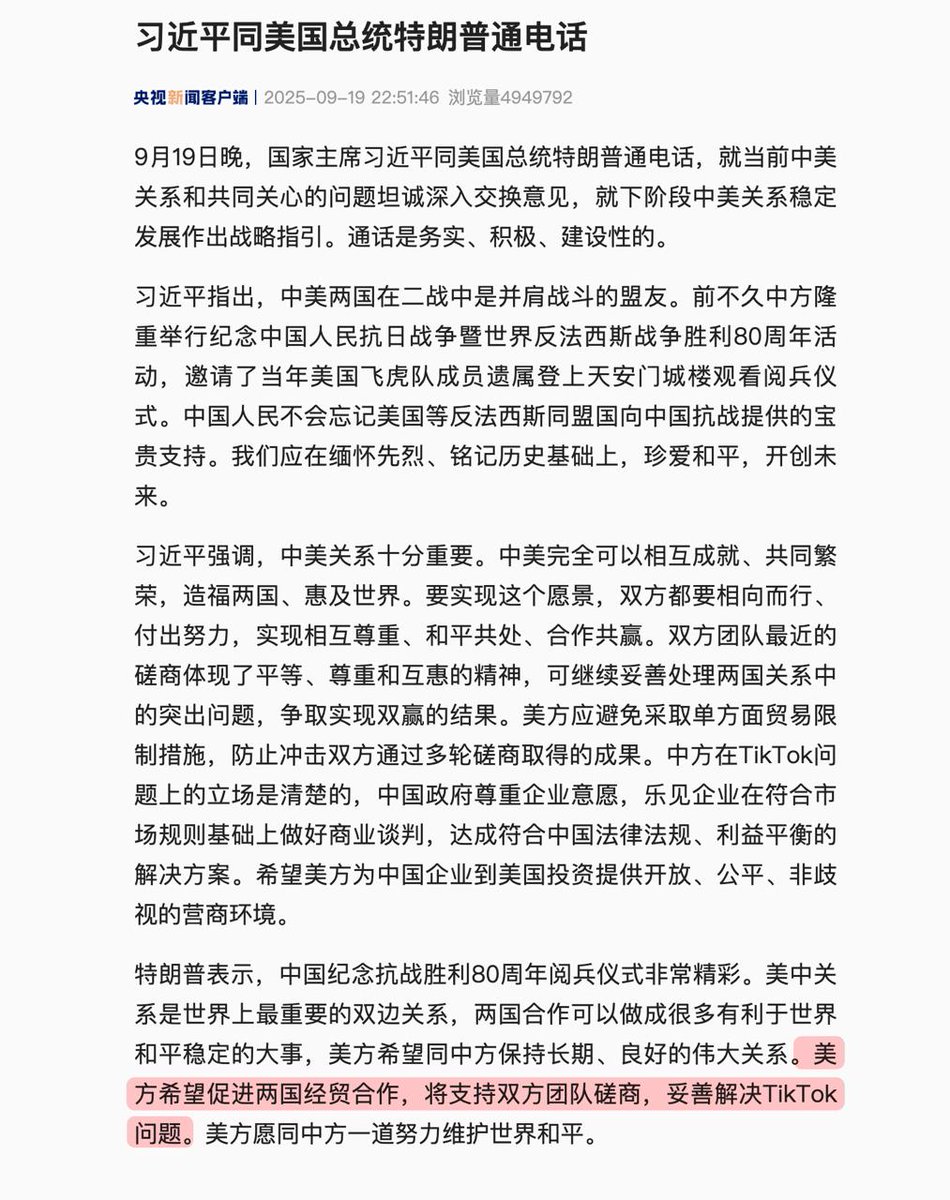 习近平同美国总统特朗普通电话
央视新闻客户端 | 2025-09-19 22:51:46 浏览量4949792
9月19日晚，国家主席习近平同美国总统特朗普通电话，就当前中美
关系和共同关心的问题坦诚深入交换意见，就下阶段中美关系稳定
发展作出战略指引。通话是务实、积极、建设性的。
习近平指出，中美两国在二战中是并肩战斗的盟友。前不久中方隆
重举行纪念中国人民抗日战争暨世界反法西斯战争胜利80周年活
动，邀请了当年美国飞虎队成员遗属登上天安门城楼观看阅兵仪
式。中国人民不会忘记美国等反法西斯同盟国向中国抗战提供的宝
贵支持。我们应在缅怀先烈、铭记历史基础上，珍爱和平，开创未
来。
习近平强调，中美关系十分重要。中美完全可以相互成就、共同繁
荣，造福两国、惠及世界。要实现这个愿景，双方都要相向而行、
付出努力，实现相互尊重、和平共处、合作共赢。双方团队最近的
磋商体现了平等、尊重和互惠的精神，可继续妥善处理两国关系中
的突出问题，争取实现双赢的结果。美方应避免采取单方面贸易限
制措施，防止冲击双方通过多轮磋商取得的成果。中方在TikTok问
题上的立场是清楚的，中国政府尊重企业意愿，乐见企业在符合市
场规则基础上做好商业谈判，达成符合中国法律法规、利益平衡的
解决方案。希望美方为中国企业到美国投资提供开放、公平、非歧
视的营商环境。
特朗普表示，中国纪念抗战胜利80周年阅兵仪式非常精彩。美中关
系是世界上最重要的双边关系，两国合作可以做成很多有利于世界
和平稳定的大事，美方希望同中方保持长期、良好的伟大关系。美
方希望促进两国经贸合作，将支持双方团队磋商，妥善解决TikTok
问题。美方愿同中方一道努力维护世界和平。